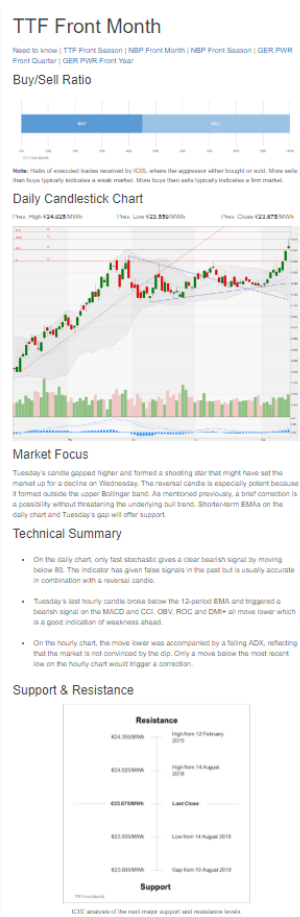 TTF Front Month
Need to know | TTF Front Season | NBP Front Month | NBP Front Season | GER PWR
Front Quarter | GER PWR Front Year
Buy/Sell Ratio
BUY
SELL
TTF Front Month
Note: Ratio of executed trades received by ICIS, where the aggressor either bought or sold. More sells
than buys typically indicates a weak market. More buys than sells typically indicates a firm market.
Daily Candlestick Chart
Prev. High €24.025/MWh Prev. Low €23.550/MWh Prev. Close €23.675/MWh
Market Focus
Tuesday's candle gapped higher and formed a shooting star that might have set the
market up for a decline on Wednesday. The reversal candle is especially potent because
it formed outside the upper Bollinger band. As mentioned previously, a brief correction is
a possibility without threatening the underlying bull trend. Shorter-term EMAs on the
daily chart and Tuesday's gap will offer support.
Technical Summary
• On the daily chart, only fast stochastic gives a clear bearish signal by moving
below 80. The indicator has given false signals in the past but is usually accurate
in combination with a reversal candle.
• Tuesday's last hourly candle broke below the 12-period EMA and triggered a
bearish signal on the MACD and CCI. OBV, ROC and DMI+ all move lower which
is a good indication of weakness ahead.
• On the hourly chart, the move lower was accompanied by a falling ADX, reflecting
that the market is not convinced by the dip. Only a move below the most recent
low on the hourly chart would trigger a correction.
Support & Resistance
Resistance
€24.350/MWh High from 12 February
2015
€24.025/MWh High from 14 August
2018
€23.675/MWh Last Close
€23.550/MWh Low from 14 August 2018
€23.000/MWh Gap from 10 August 2018
Support
TTF Front Month
ICIS' analysis of the next major support and resistance levels